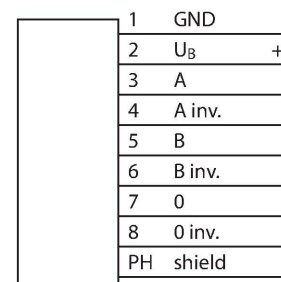 1 GND
2 U_B +
3 A
4 A inv.
5 B
6 B inv.
7 0
8 0 inv.
PH shield